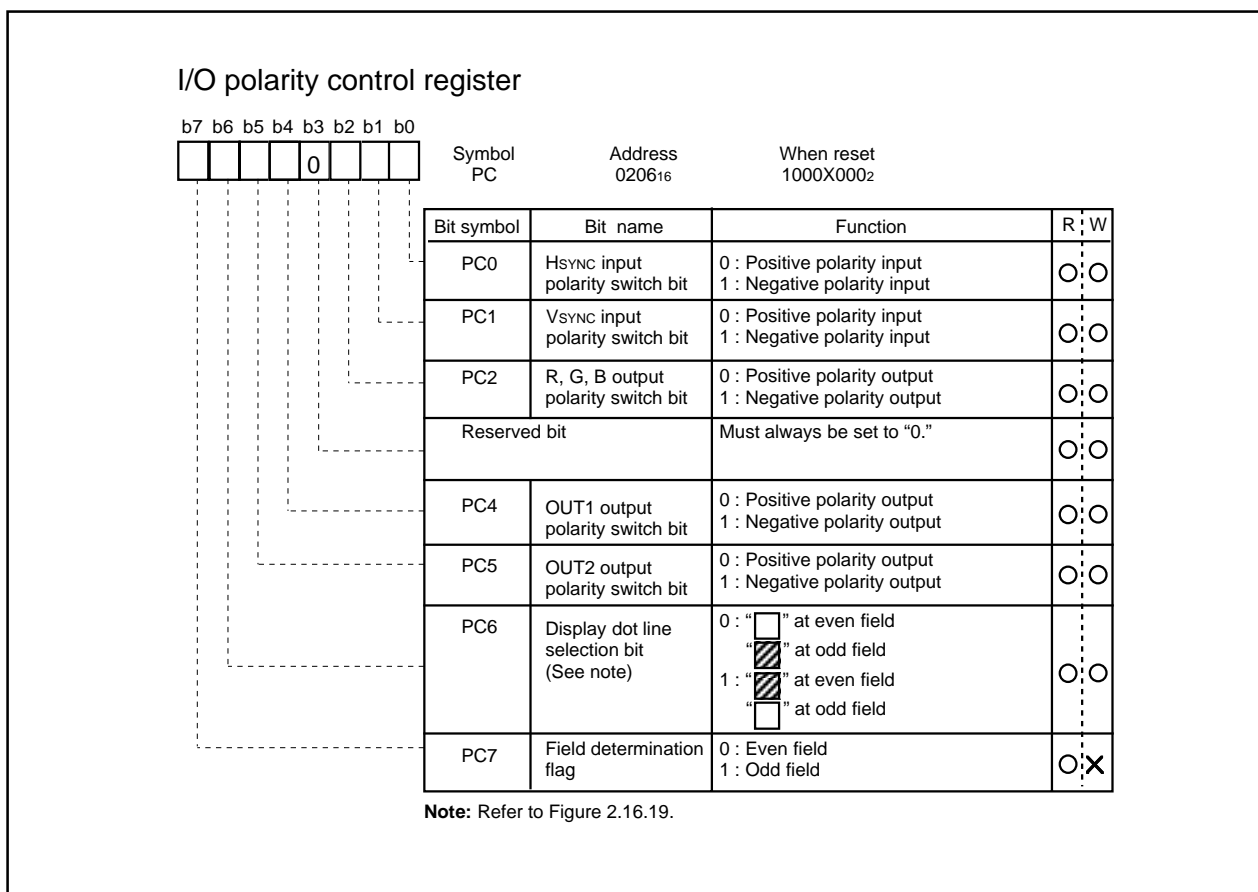 I/O polarity control register
b7 b6 b5 b4 b3 b2 b1 b0
0
Symbol Address When reset
PC 020616 1000X0002
Bit symbol Bit name Function R W
PC0 HSYNC input 0 : Positive polarity input
polarity switch bit 1 : Negative polarity input
PC1 VSYNC input 0 : Positive polarity input
polarity switch bit 1 : Negative polarity input
PC2 R, G, B output 0 : Positive polarity output
polarity switch bit 1 : Negative polarity output
Reserved bit Must always be set to “0.”
PC4 OUT1 output 0 : Positive polarity output
polarity switch bit 1 : Negative polarity output
PC5 OUT2 output 0 : Positive polarity output
polarity switch bit 1 : Negative polarity output
PC6 Display dot line 0 : “ ” at even field
selection bit “ ” at odd field
(See note) 1 : “ ” at even field
“ ” at odd field
PC7 Field determination 0 : Even field
flag 1 : Odd field
Note: Refer to Figure 2.16.19.